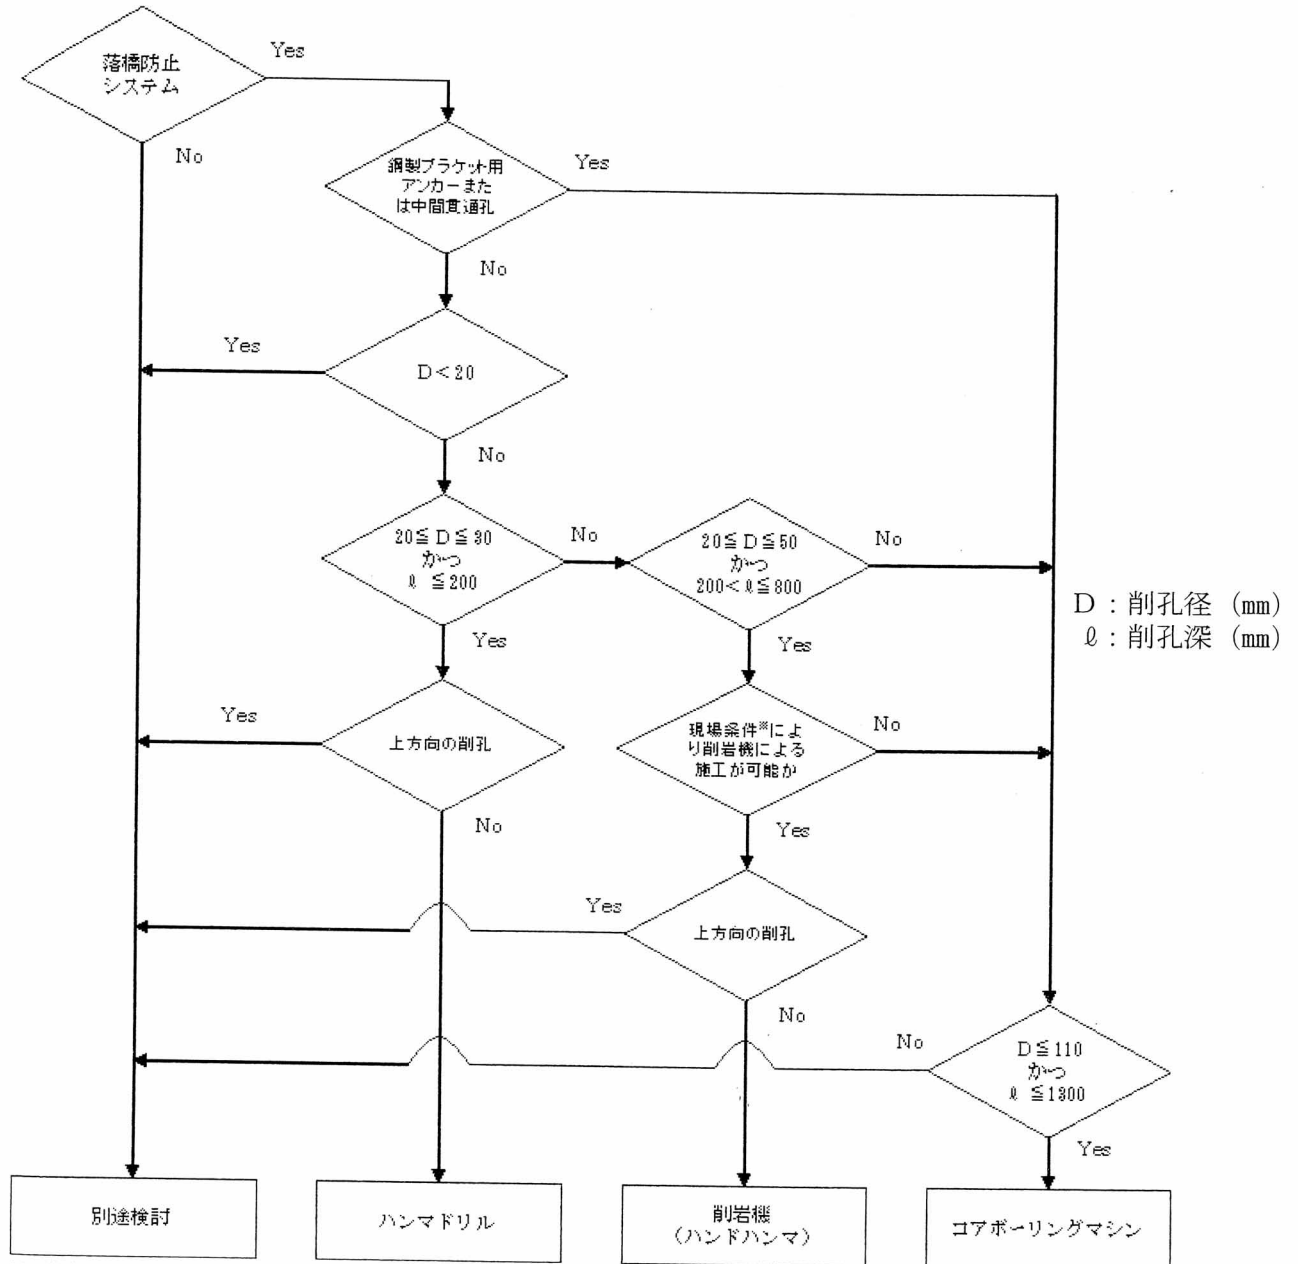 落橋防止
システム
Yes
No
鋼製ブラケット用
アンカーまた
は中間貫通孔
Yes
No
D<20
Yes
No
20≦D≦30
かつ
ℓ ≦200
No
Yes
20≦D≦50
かつ
200<ℓ≦800
No
Yes
D:削孔径 (㎜)
ℓ:削孔深 (㎜)
上方向の削孔
Yes
No
現場条件※によ
り削岩機による
施工が可能か
No
Yes
上方向の削孔
Yes
No
D≦110
かつ
ℓ ≦1300
No
Yes
別途検討
ハンマドリル
削岩機
(ハンドハンマ)
コアボーリングマシン